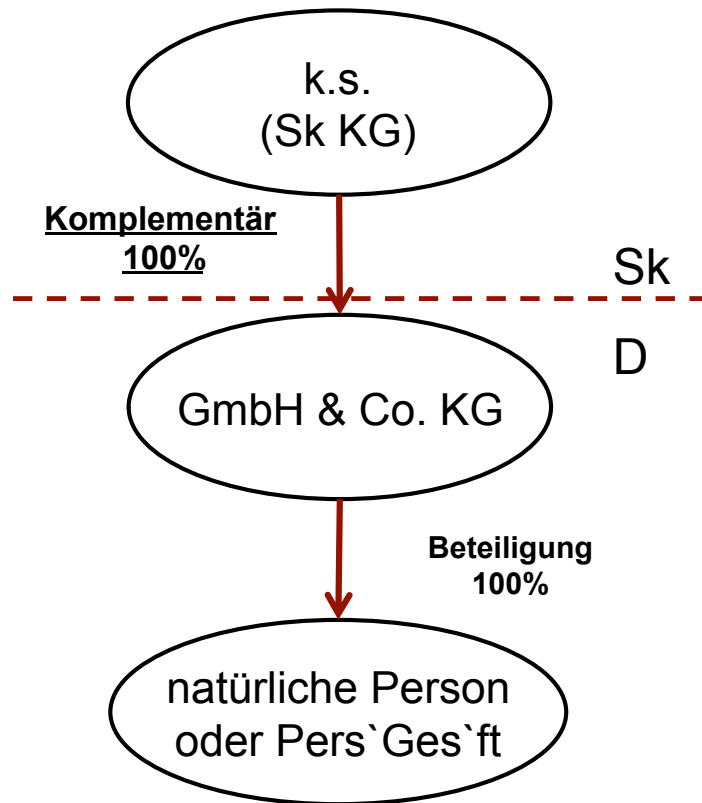 k.s.
(Sk KG)
Komplementär
100%
Sk
D
GmbH & Co. KG
Beteiligung
100%
natürliche Person
oder Pers`Ges`ft